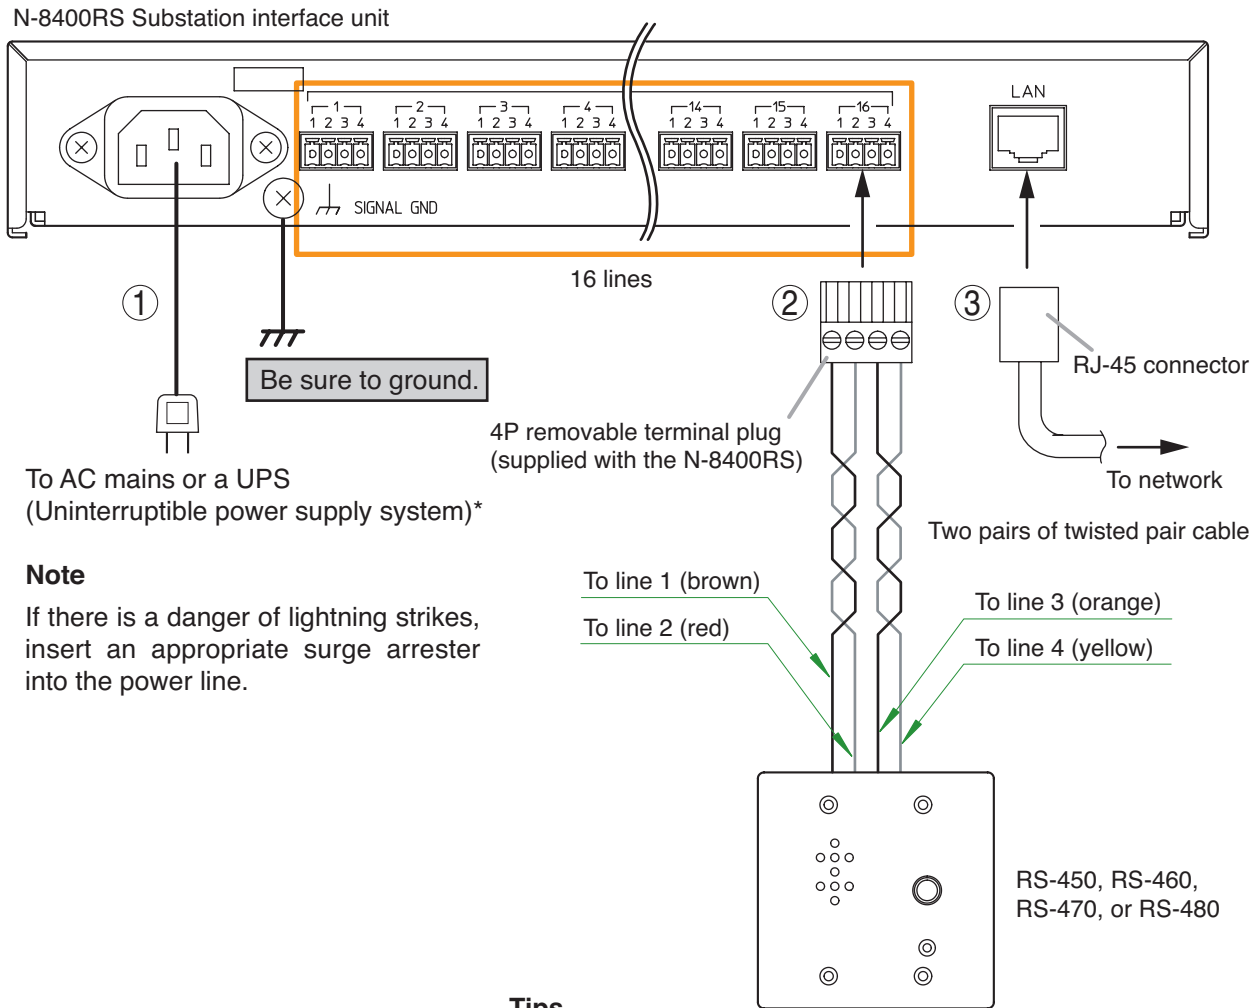 N-8400RS Substation interface unit
1 2 3 4 14 15 16
1 2 3 4 1 2 3 4 1 2 3 4 1 2 3 4 1 2 3 4 1 2 3 4 1 2 3 4
LAN
SIGNAL GND
16 lines
①
②
③
RJ-45 connector
Be sure to ground.
4P removable terminal plug
(supplied with the N-8400RS)
To AC mains or a UPS
(Uninterruptible power supply system)*
To network
Two pairs of twisted pair cable
Note
If there is a danger of lightning strikes,
insert an appropriate surge arrester
into the power line.
To line 1 (brown)
To line 2 (red)
To line 3 (orange)
To line 4 (yellow)
RS-450, RS-460,
RS-470, or RS-480
Tips